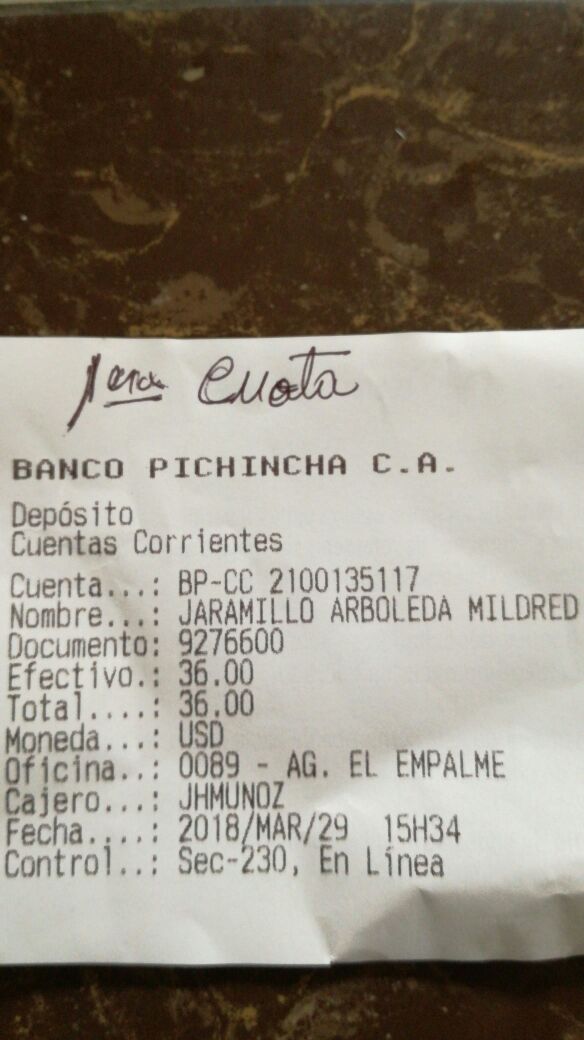 1era Cuota
BANCO PICHINCHA C.A.
Depósito
Cuentas Corrientes
Cuenta...: BP-CC 2100135117
Nombre...: JARAMILLO ARBOLEDA MILDRED
Documento: 9276600
Efectivo.: 36.00
Total....: 36.00
Moneda...: USD
Oficina..: 0089 - AG. EL EMPALME
Cajero...: JHMUNOZ
Fecha....: 2018/MAR/29 15H34
Control..: Sec-230, En Línea